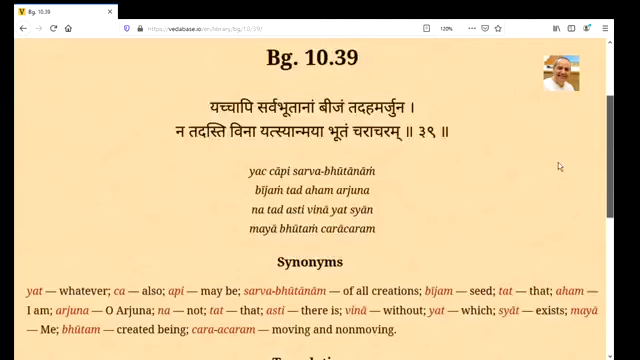 Bg. 10.39
https://vedabase.io/en/library/bg/10/39/
120%
Bg. 10.39
यच्चापि सर्वभूतानां बीजं तदहमर्जुन ।
न तदस्ति विना यत्स्यान्मया भूतं चराचरम् ॥ ३९ ॥
yac cāpi sarva-bhūtānāṁ
bījaṁ tad aham arjuna
na tad asti vinā yat syān
mayā bhūtaṁ carācaram
Synonyms
yat — whatever; ca — also; api — may be; sarva-bhūtānām — of all creations; bījam — seed; tat — that; aham —
I am; arjuna — O Arjuna; na — not; tat — that; asti — there is; vinā — without; yat — which; syāt — exists; mayā
— Me; bhūtam — created being; cara-acaram — moving and nonmoving.